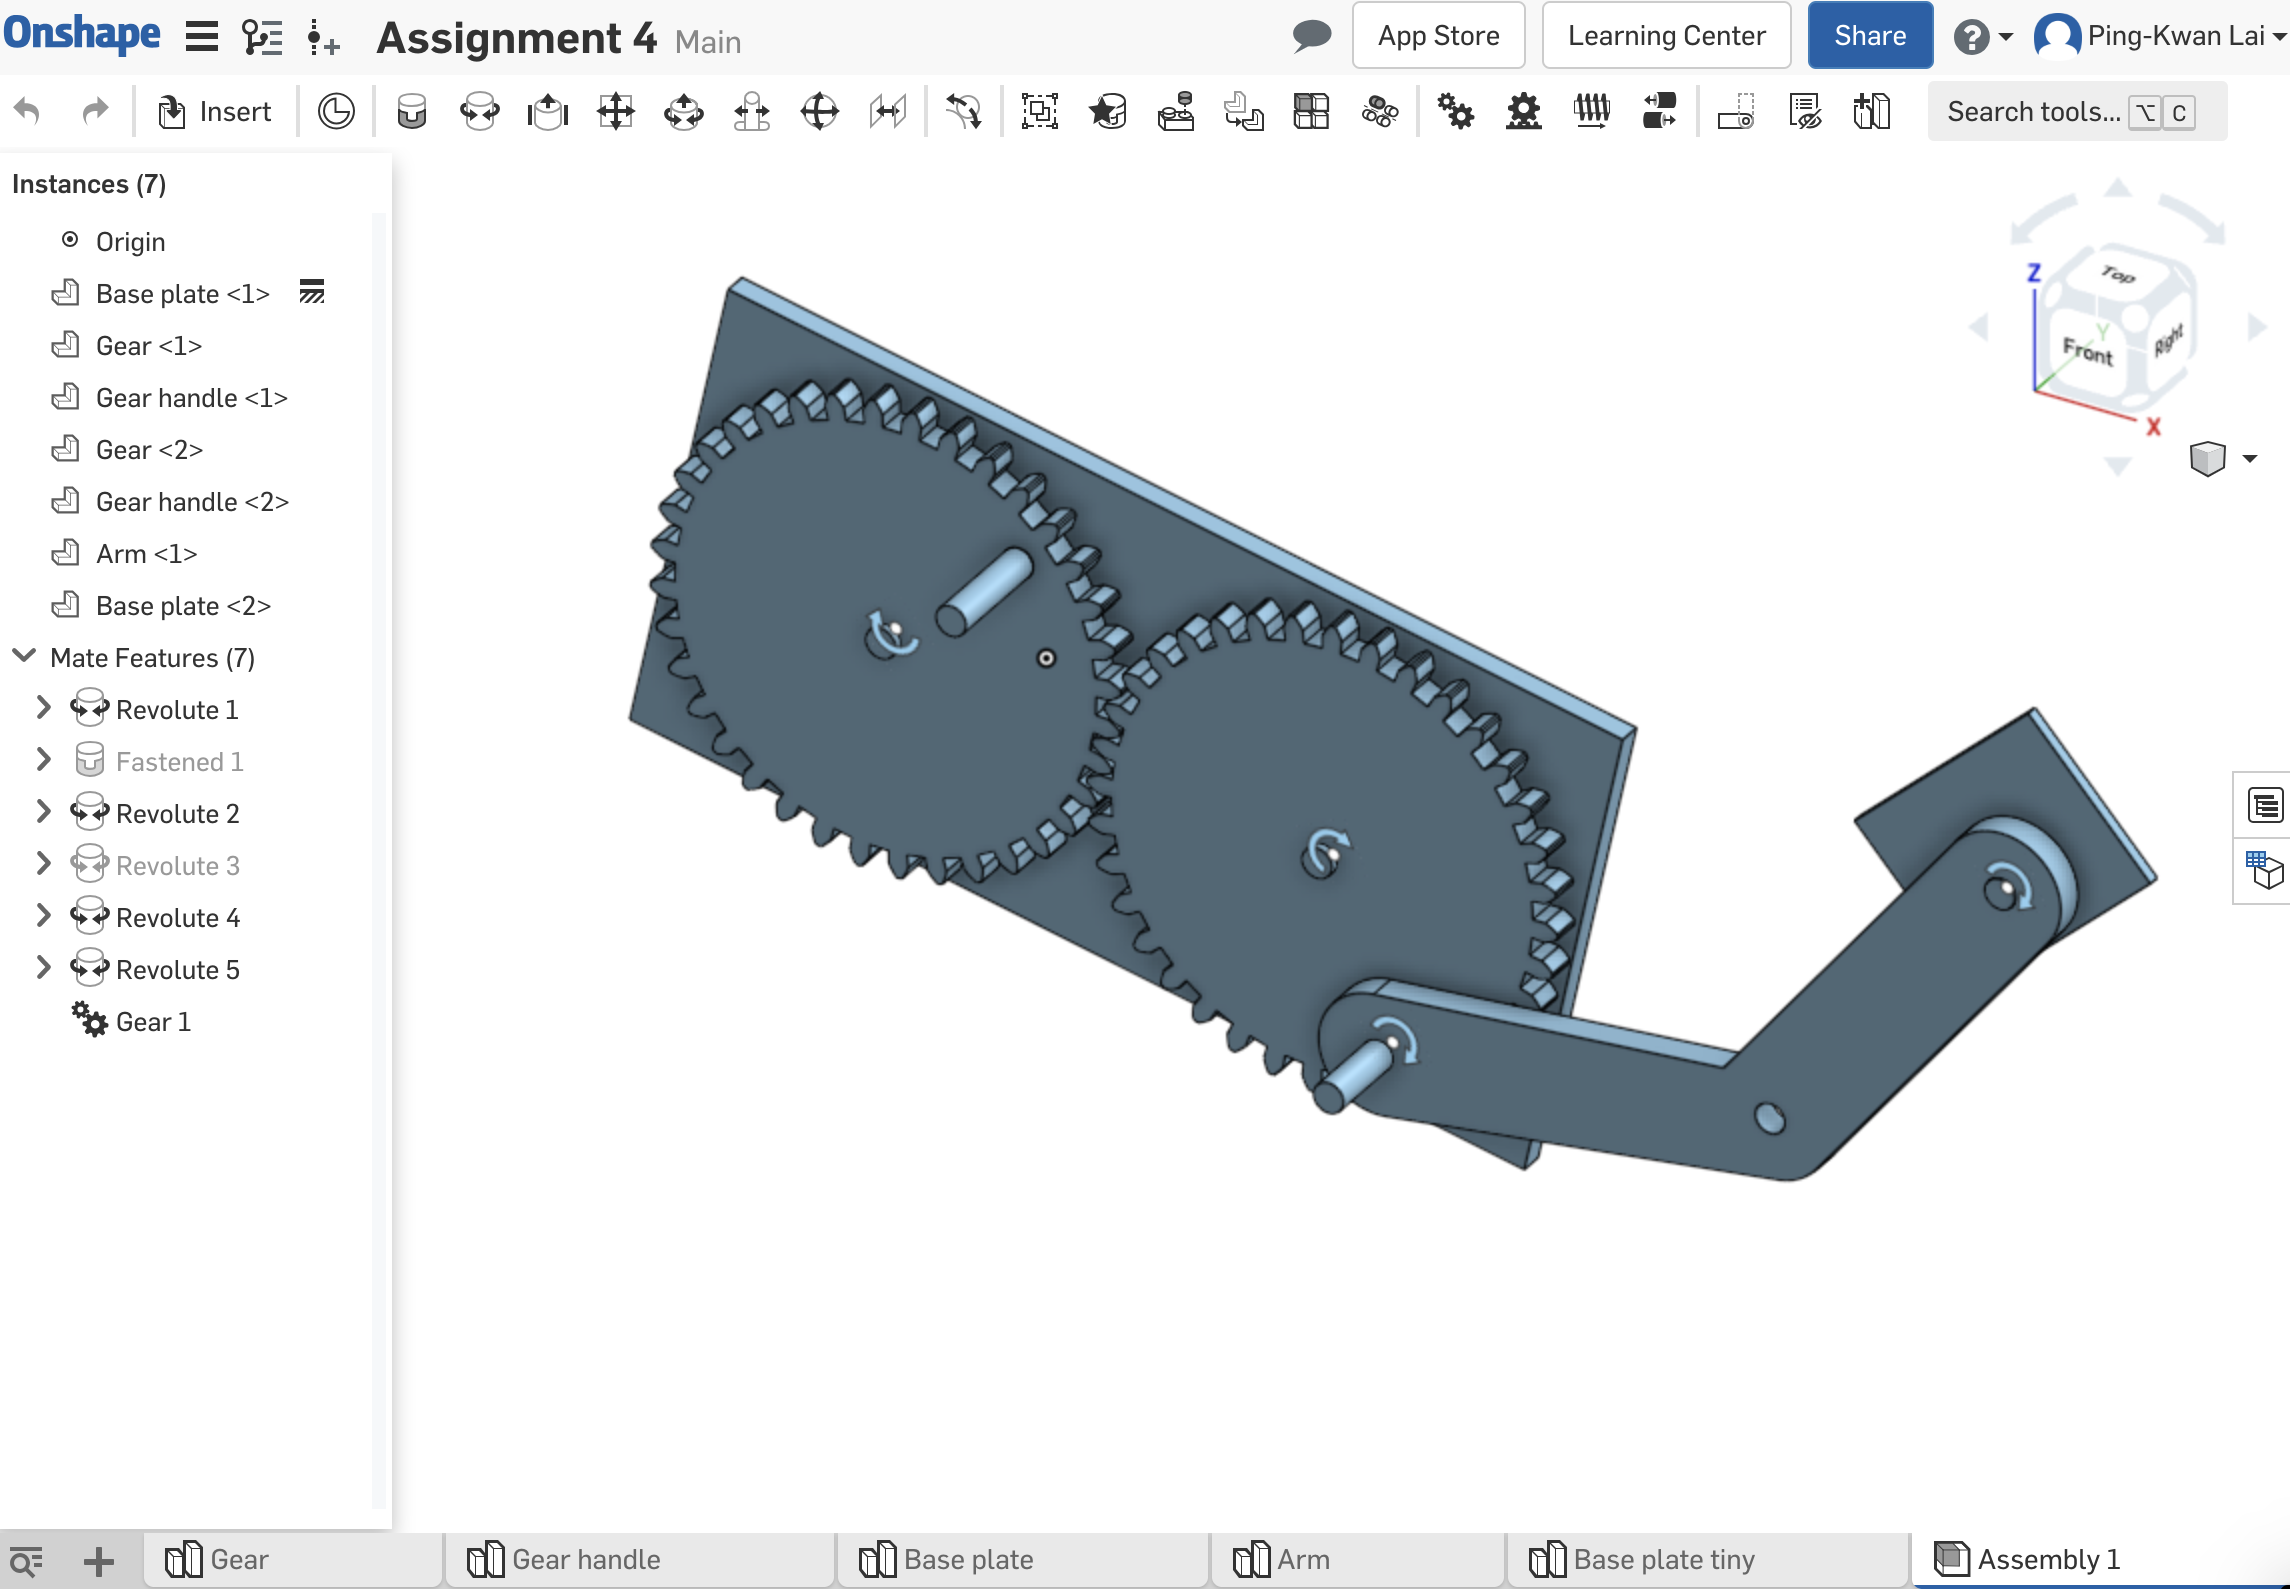 Onshape Assignment 4 Main App Store Learning Center Share ? Ping-Kwan Lai
Insert Search tools... ⌥ C
Instances (7)
Origin
Base plate <1>
Gear <1>
Gear handle <1>
Gear <2>
Gear handle <2>
Arm <1>
Base plate <2>
Mate Features (7)
Revolute 1
Fastened 1
Revolute 2
Revolute 3
Revolute 4
Revolute 5
Gear 1
Z
Top
Y
Front
Right
X
Gear Gear handle Base plate Arm Base plate tiny Assembly 1